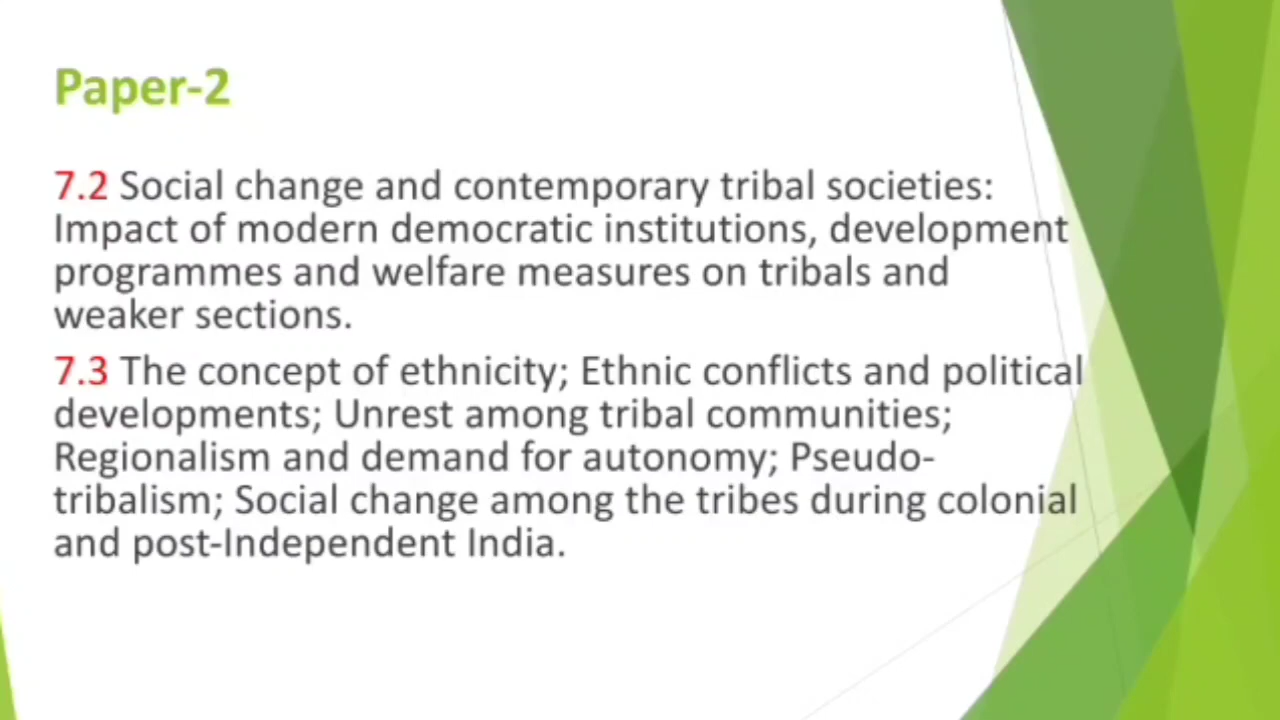 Paper-2
7.2 Social change and contemporary tribal societies:
Impact of modern democratic institutions, development
programmes and welfare measures on tribals and
weaker sections.
7.3 The concept of ethnicity; Ethnic conflicts and political
developments; Unrest among tribal communities;
Regionalism and demand for autonomy; Pseudo-
tribalism; Social change among the tribes during colonial
and post-Independent India.